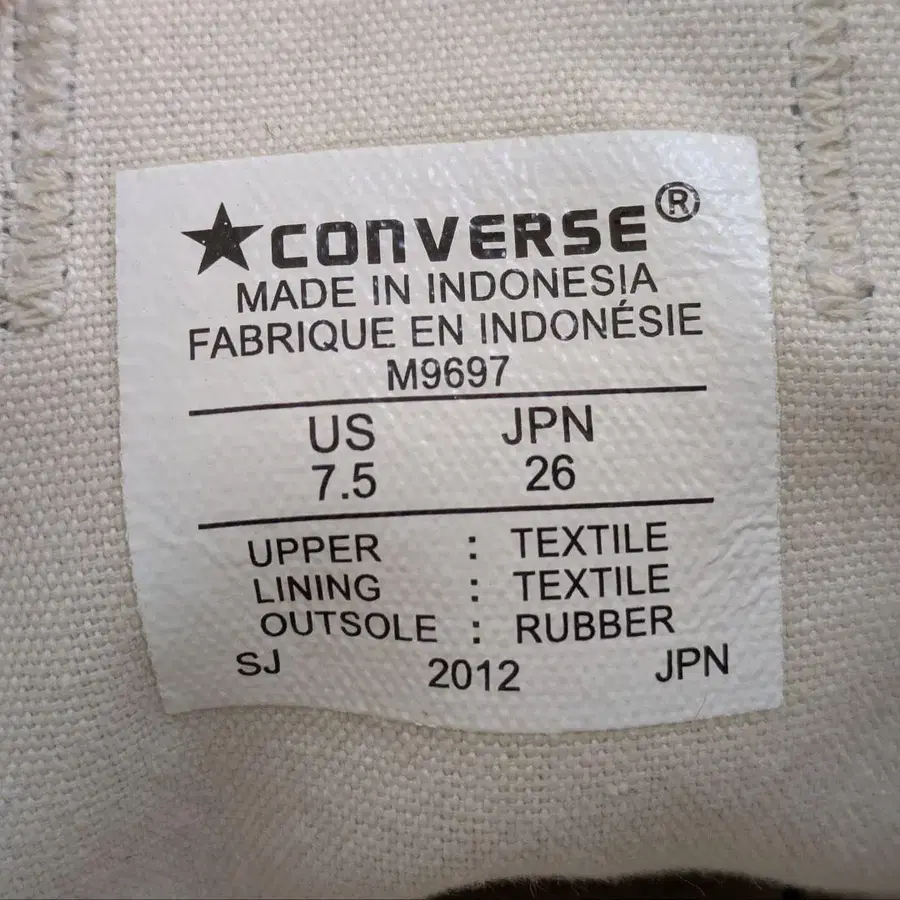 ★CONVERSE®
MADE IN INDONESIA
FABRIQUE EN INDONÉSIE
M9697
US JPN
7.5 26
UPPER : TEXTILE
LINING : TEXTILE
OUTSOLE : RUBBER
SJ 2012 JPN